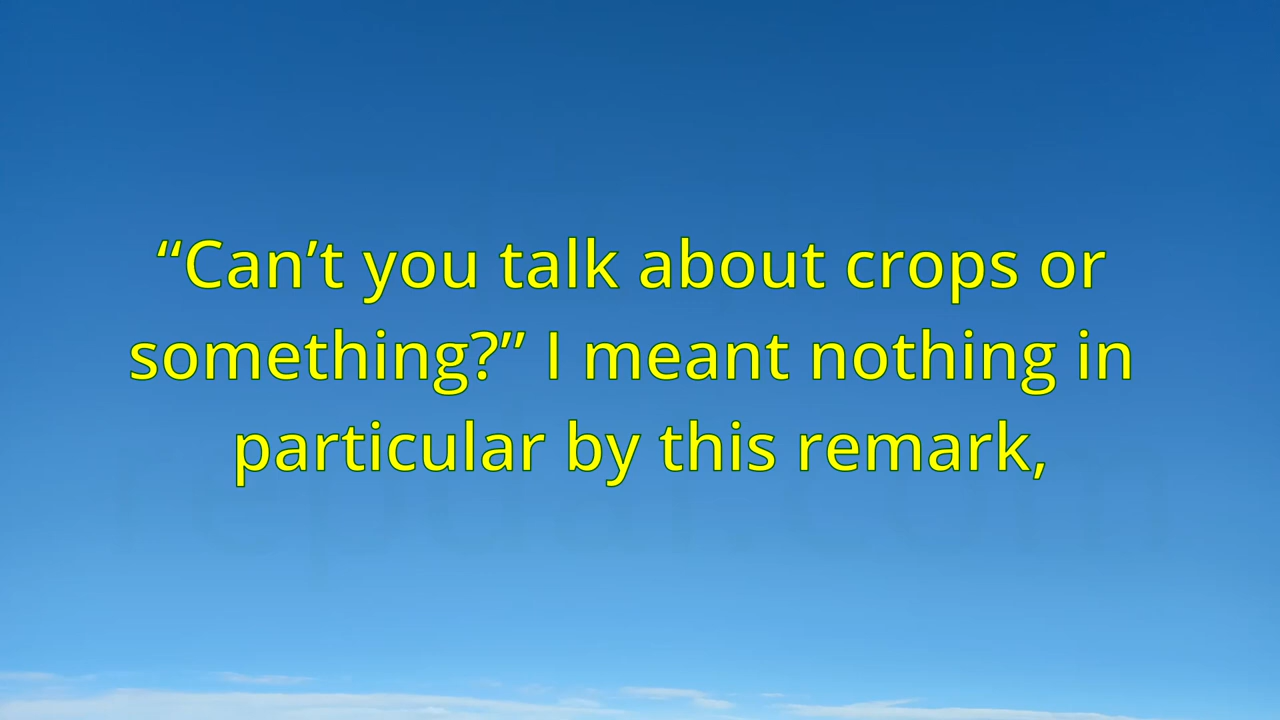 “Can’t you talk about crops or
something?” I meant nothing in
particular by this remark,